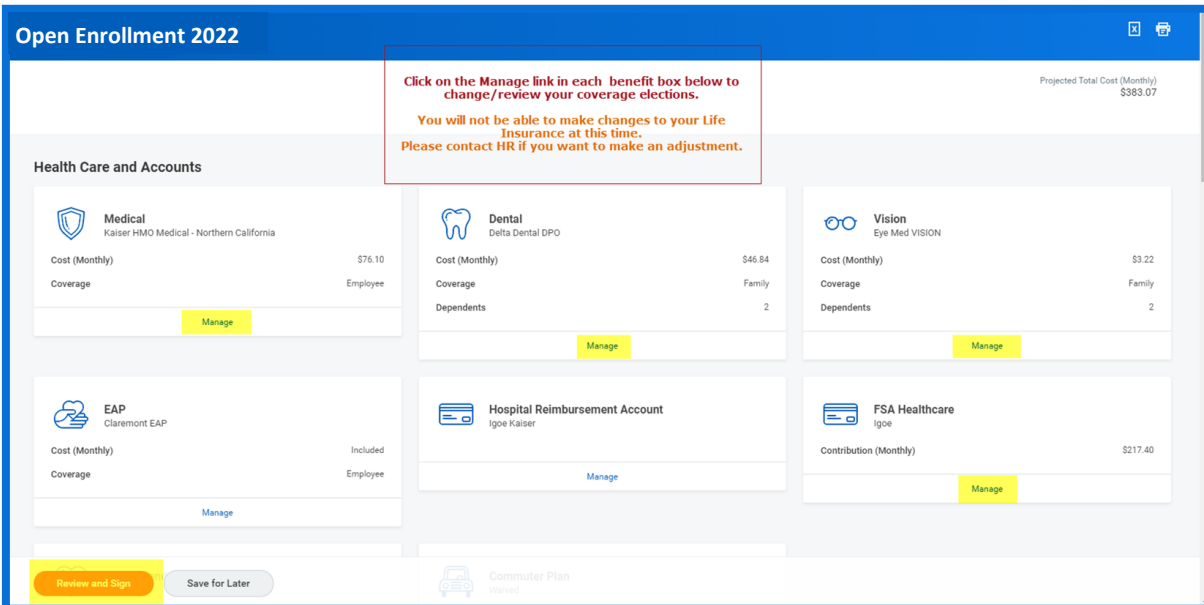 Open Enrollment 2022
Click on the Manage link in each benefit box below to
change/review your coverage elections.
You will not be able to make changes to your Life
Insurance at this time.
Please contact HR if you want to make an adjustment.
Projected Total Cost (Monthly)
$383.07
Health Care and Accounts
Medical
Kaiser HMO Medical - Northern California
Cost (Monthly) $76.10
Coverage Employee
Manage
Dental
Delta Dental DPO
Cost (Monthly) $46.84
Coverage Family
Dependents 2
Manage
Vision
Eye Med VISION
Cost (Monthly) $3.22
Coverage Family
Dependents 2
Manage
EAP
Claremont EAP
Cost (Monthly) Included
Coverage Employee
Manage
Hospital Reimbursement Account
Igoe Kaiser
Manage
FSA Healthcare
Igoe
Contribution (Monthly) $217.40
Manage
Commuter Plan
Waived
Review and Sign
Save for Later